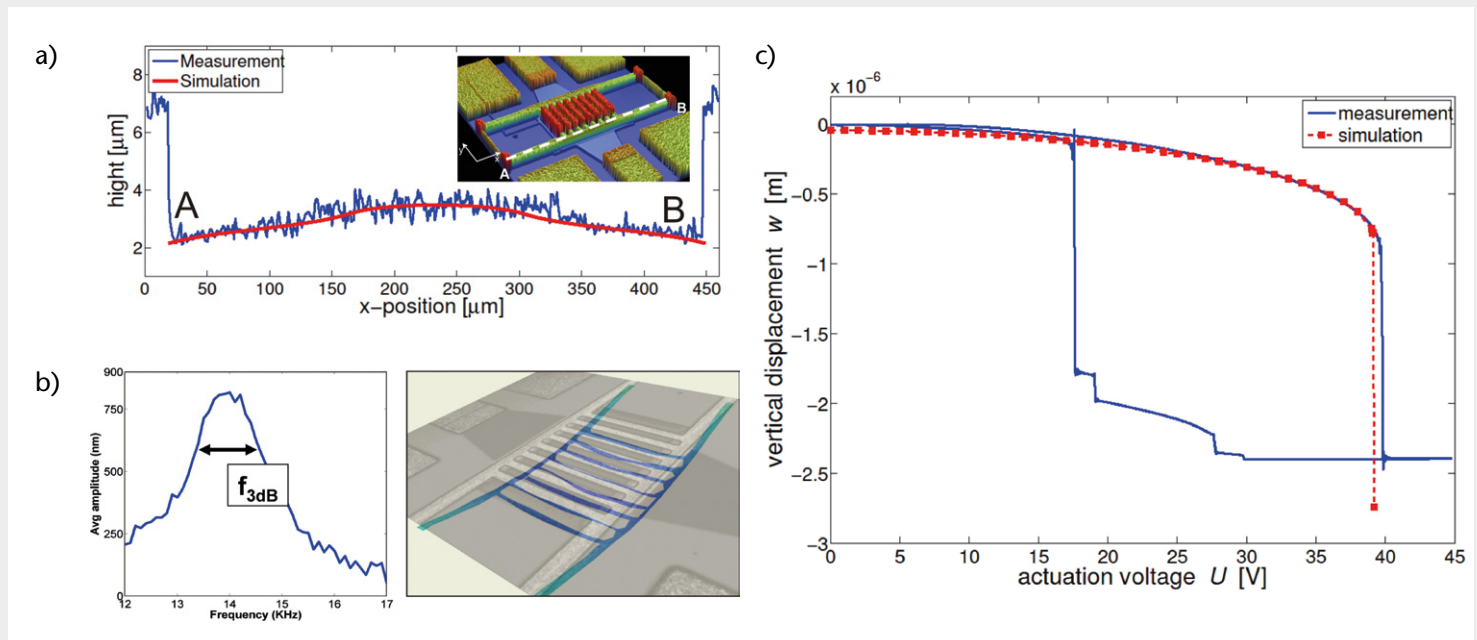 a)
Measurement
Simulation
8
6
4
2
hight [μm]
A
B
B
A
y
x
0
50
100
150
200
250
300
350
400
450
x-position [μm]
b)
900
750
500
250
0
Avg amplitude (nm)
f3dB
12
13
14
15
16
17
Frequency (KHz)
c)
x 10-6
measurement
simulation
0
-0.5
-1
-1.5
-2
-2.5
-3
vertical displacement w [m]
0
5
10
15
20
25
30
35
40
45
actuation voltage U [V]